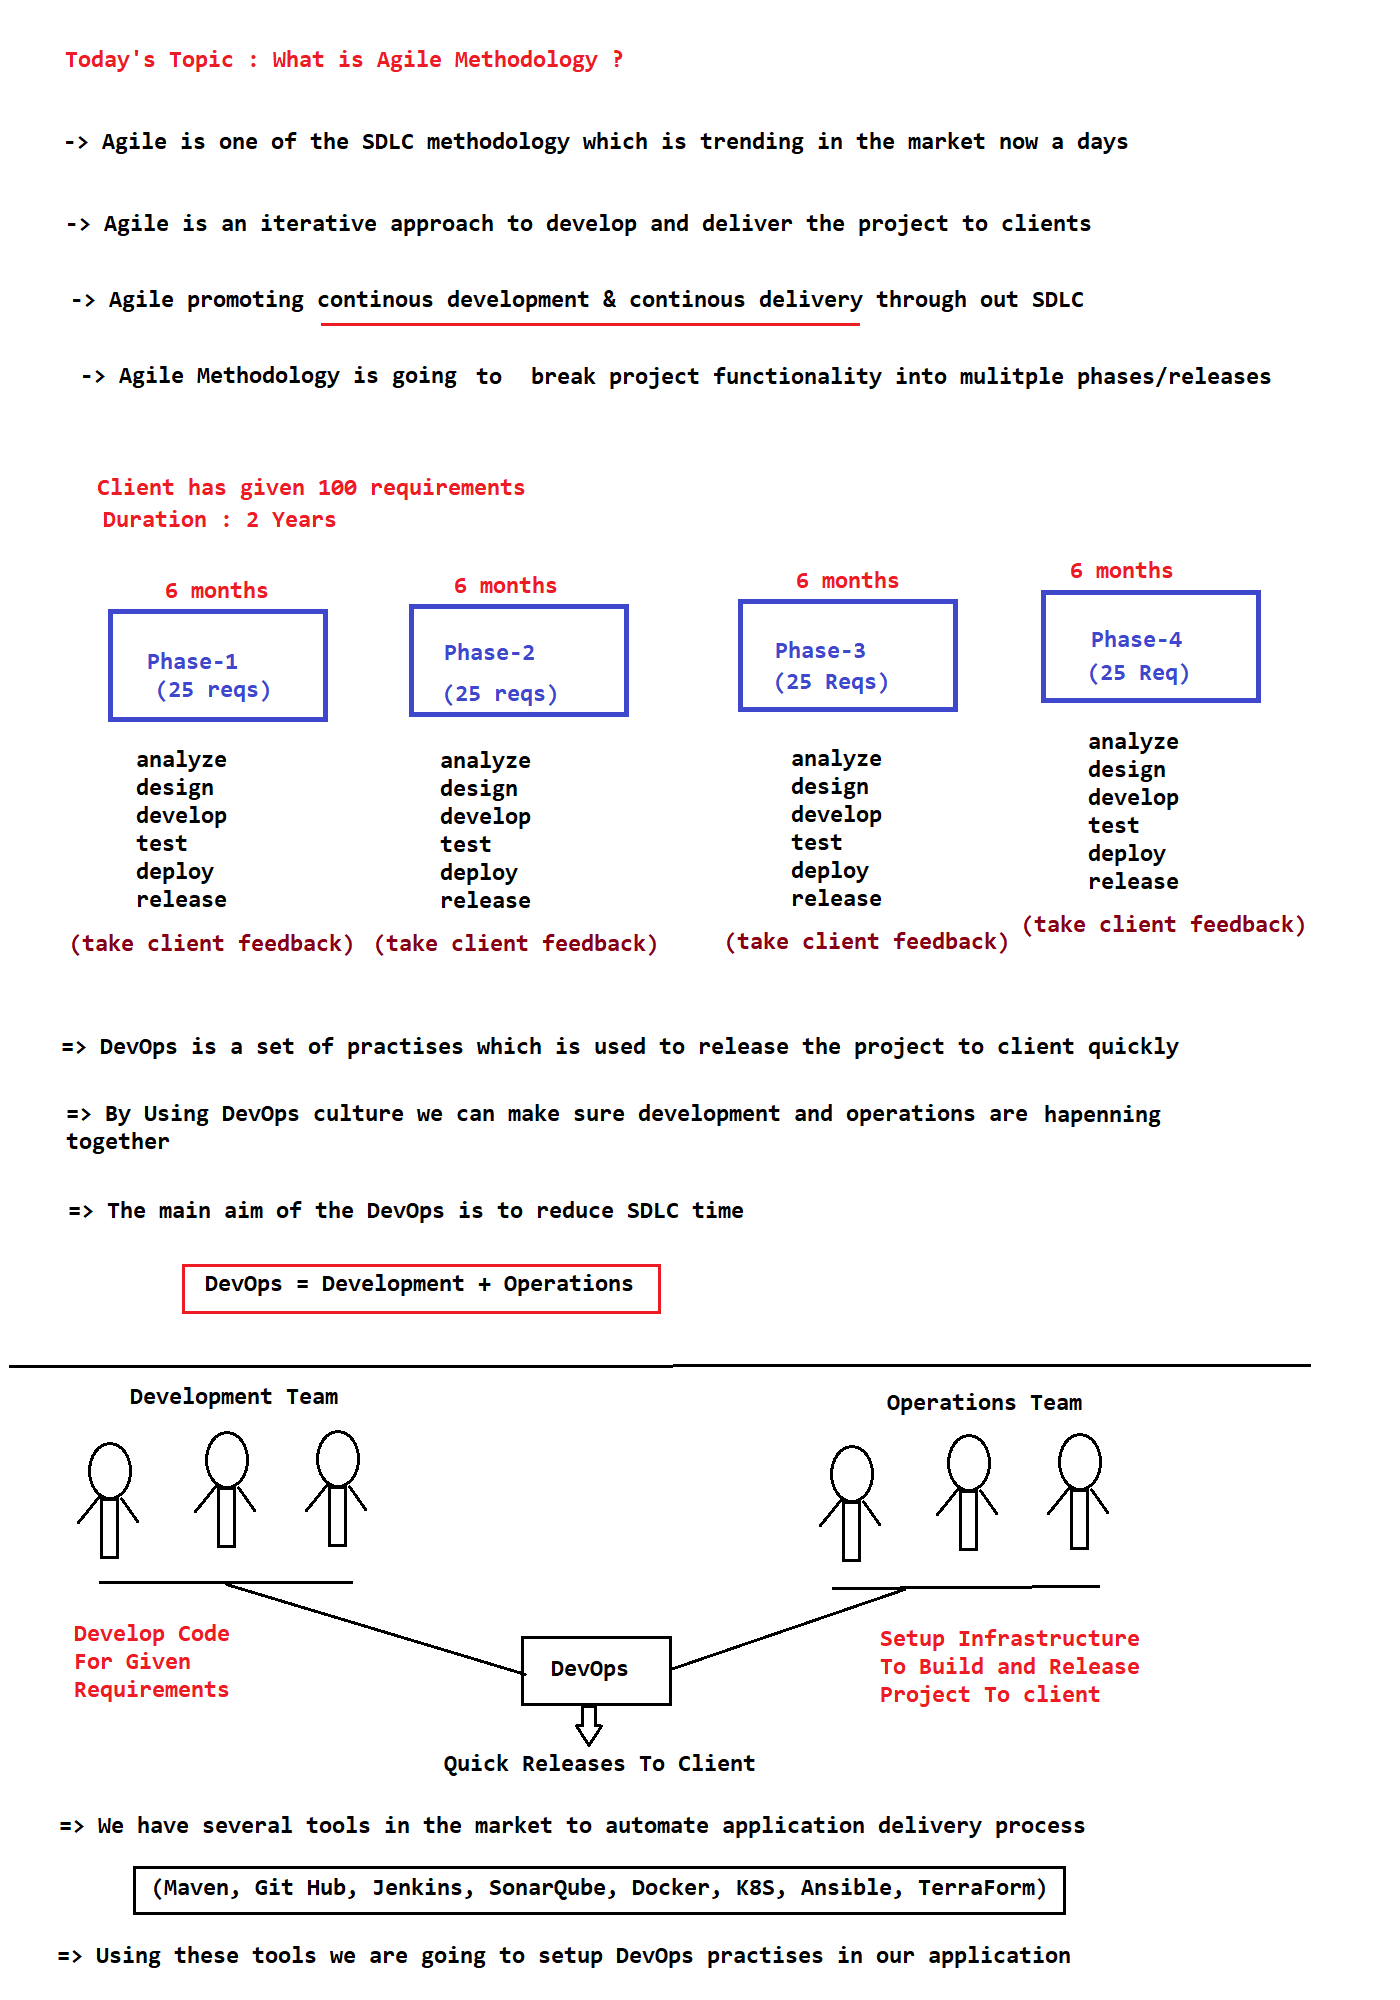 Today's Topic : What is Agile Methodology ?
-> Agile is one of the SDLC methodology which is trending in the market now a days
-> Agile is an iterative approach to develop and deliver the project to clients
-> Agile promoting continous development & continous delivery through out SDLC
-> Agile Methodology is going to break project functionality into mulitple phases/releases
Client has given 100 requirements
Duration : 2 Years
6 months
Phase-1
(25 reqs)
analyze
design
develop
test
deploy
release
(take client feedback)
6 months
Phase-2
(25 reqs)
analyze
design
develop
test
deploy
release
(take client feedback)
6 months
Phase-3
(25 Reqs)
analyze
design
develop
test
deploy
release
(take client feedback)
6 months
Phase-4
(25 Req)
analyze
design
develop
test
deploy
release
(take client feedback)
=> DevOps is a set of practises which is used to release the project to client quickly
=> By Using DevOps culture we can make sure development and operations are hapenning
together
=> The main aim of the DevOps is to reduce SDLC time
DevOps = Development + Operations
Development Team
Operations Team
Develop Code
For Given
Requirements
DevOps
Setup Infrastructure
To Build and Release
Project To client
Quick Releases To Client
=> We have several tools in the market to automate application delivery process
(Maven, Git Hub, Jenkins, SonarQube, Docker, K8S, Ansible, TerraForm)
=> Using these tools we are going to setup DevOps practises in our application